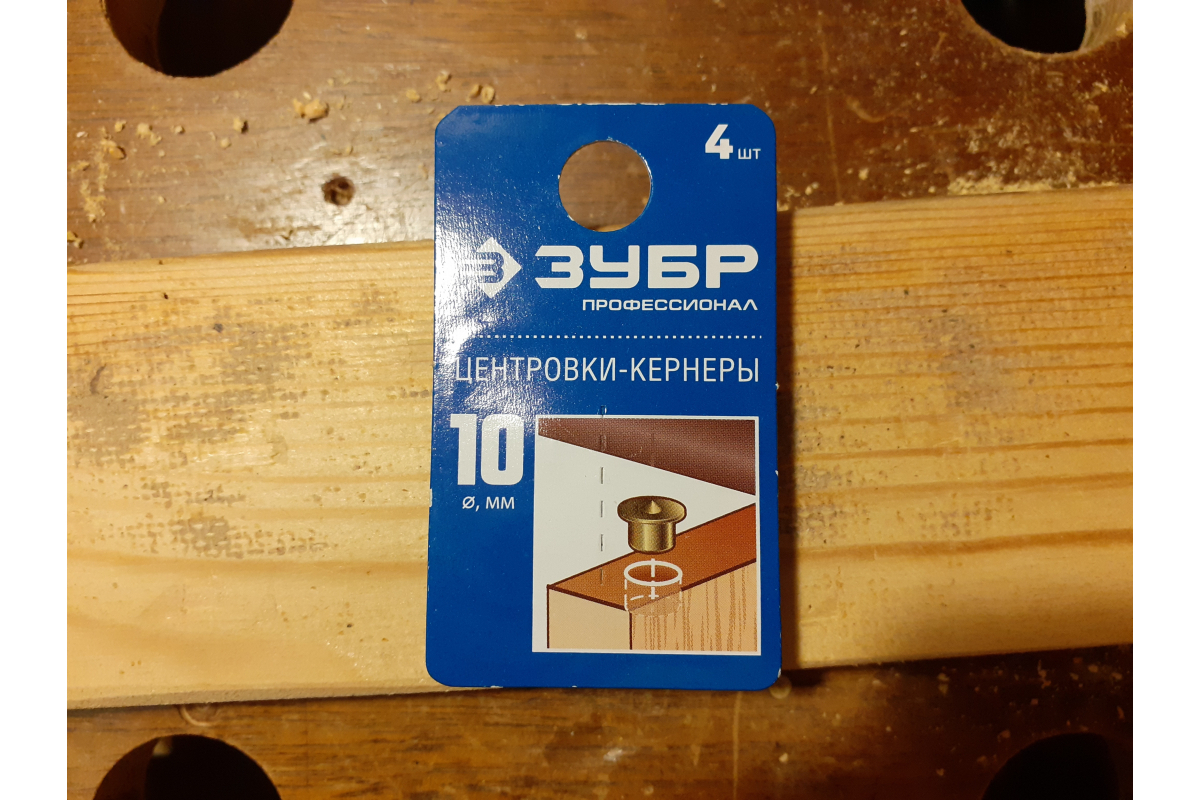 4 шт
ЗУБР
ПРОФЕССИОНАЛ
ЦЕНТРОВКИ-КЕРНЕРЫ
10
Ø, мм